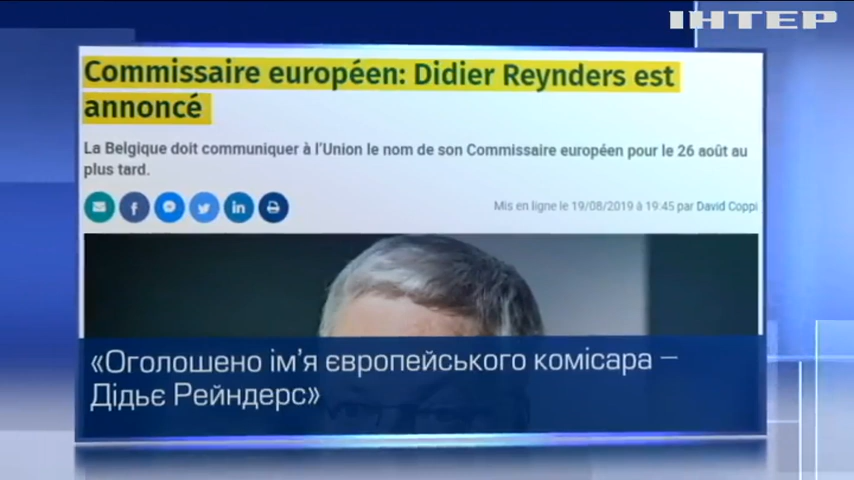 ІНТЕР
Commissaire européen: Didier Reynders est
annoncé
La Belgique doit communiquer à l'Union le nom de son Commissaire européen pour le 26 août au
plus tard.
Mis en ligne le 19/08/2019 à 19:45 par David Coppi
«Оголошено ім'я європейського комісара –
Дідьє Рейндерс»